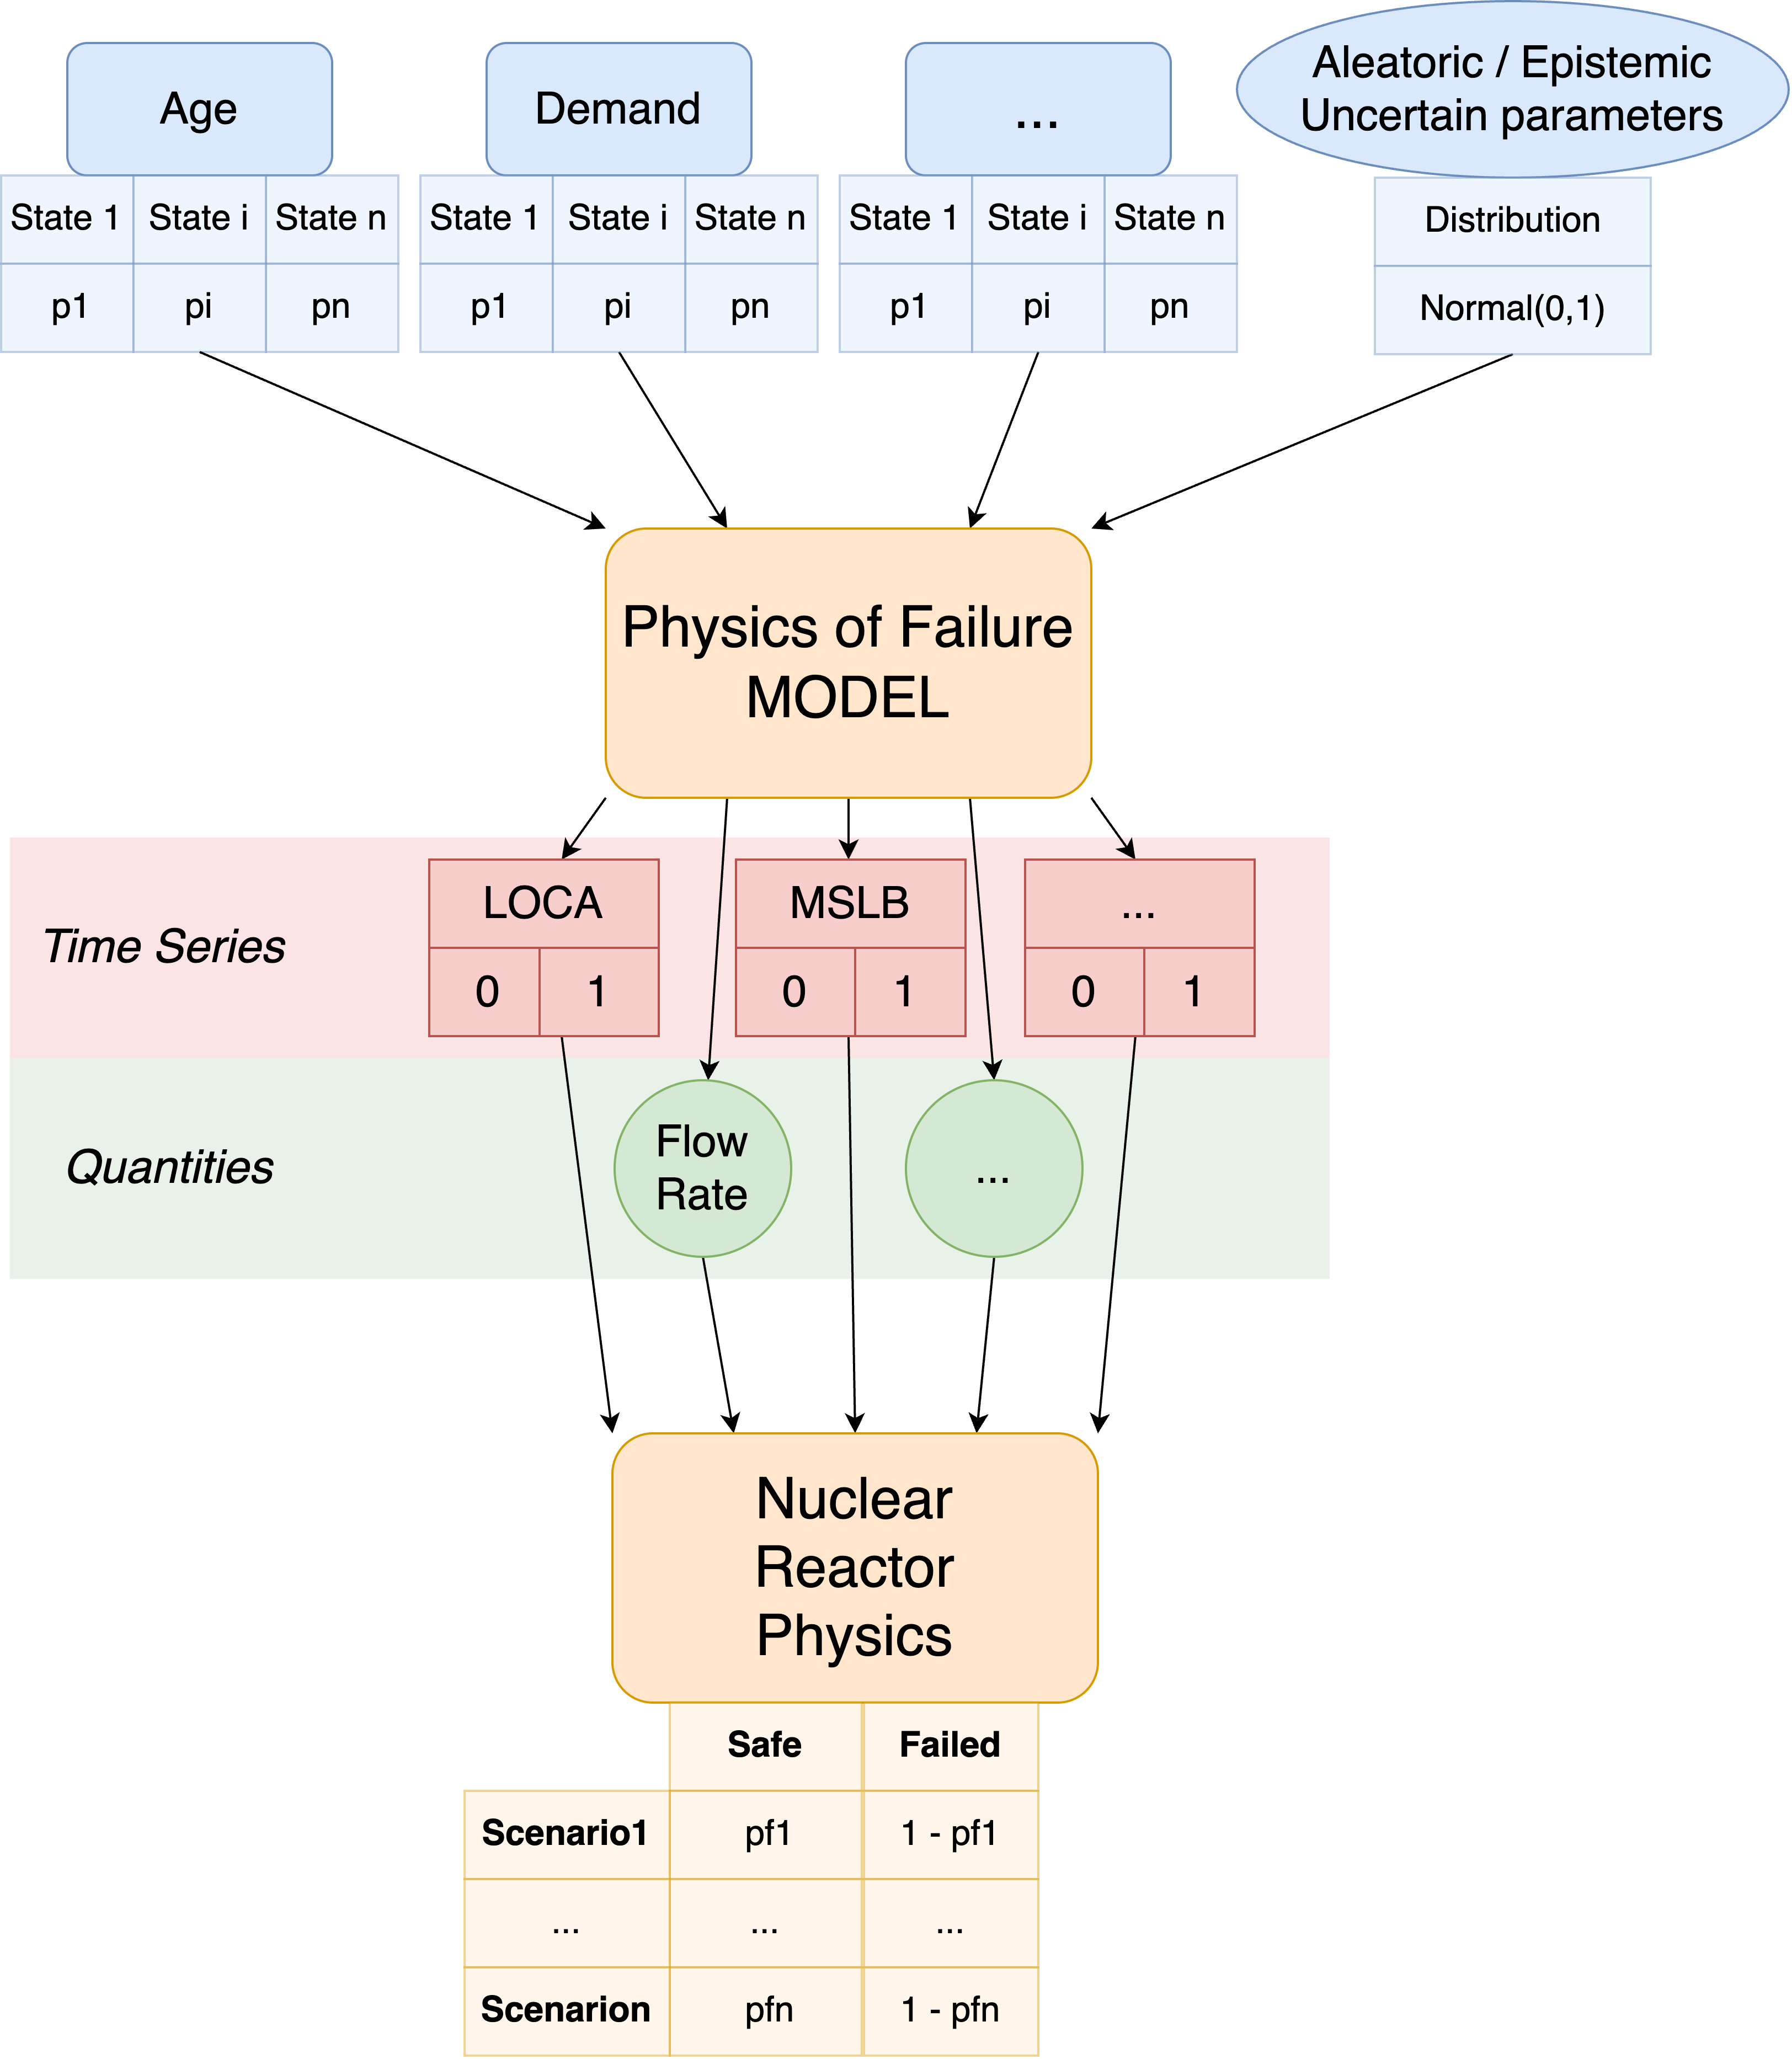 Age
Demand
...
Aleatoric / Epistemic
Uncertain parameters
State 1 State i State n
State 1 State i State n
State 1 State i State n
Distribution
p1 pi pn
p1 pi pn
p1 pi pn
Normal(0,1)
Physics of Failure
MODEL
Time Series
LOCA
0 1
MSLB
0 1
...
0 1
Quantities
Flow
Rate
...
Nuclear
Reactor
Physics
Safe Failed
Scenario1 pf1 1 - pf1
... ... ...
Scenarion pfn 1 - pfn